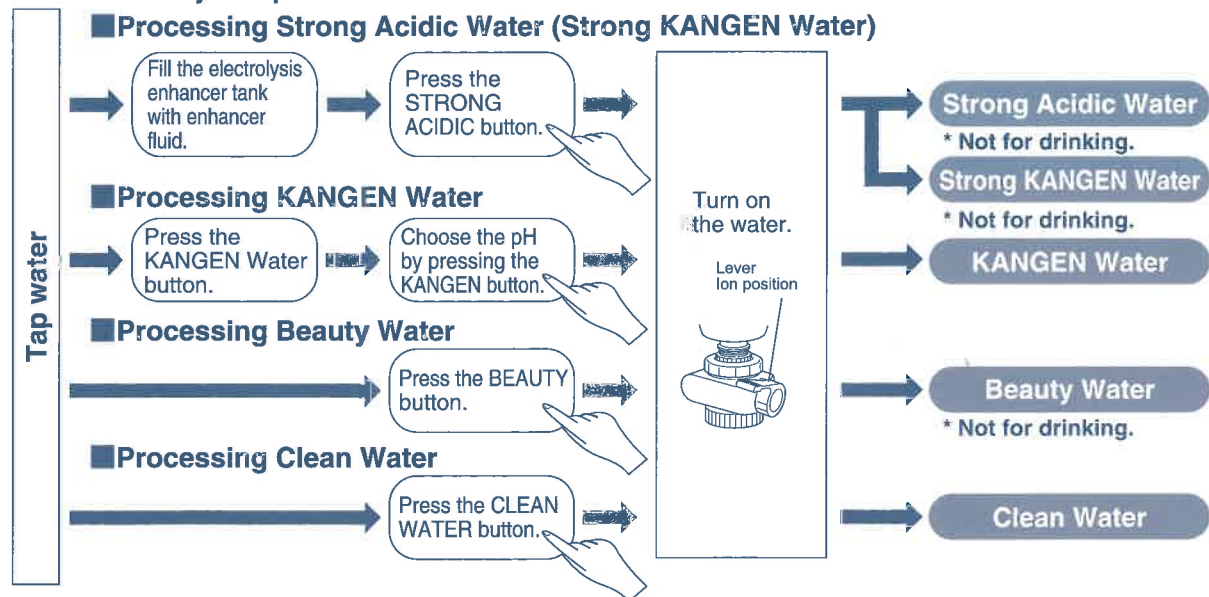 ■Processing Strong Acidic Water (Strong KANGEN Water)
Fill the electrolysis
enhancer tank
with enhancer
fluid.
Press the
STRONG
ACIDIC button.
Strong Acidic Water
* Not for drinking.
Strong KANGEN Water
* Not for drinking.
■Processing KANGEN Water
Press the
KANGEN Water
button.
Choose the pH
by pressing the
KANGEN button.
KANGEN Water
Tap water
Turn on
the water.
Lever
Ion position
■Processing Beauty Water
Press the BEAUTY
button.
Beauty Water
* Not for drinking.
■Processing Clean Water
Press the CLEAN
WATER button.
Clean Water